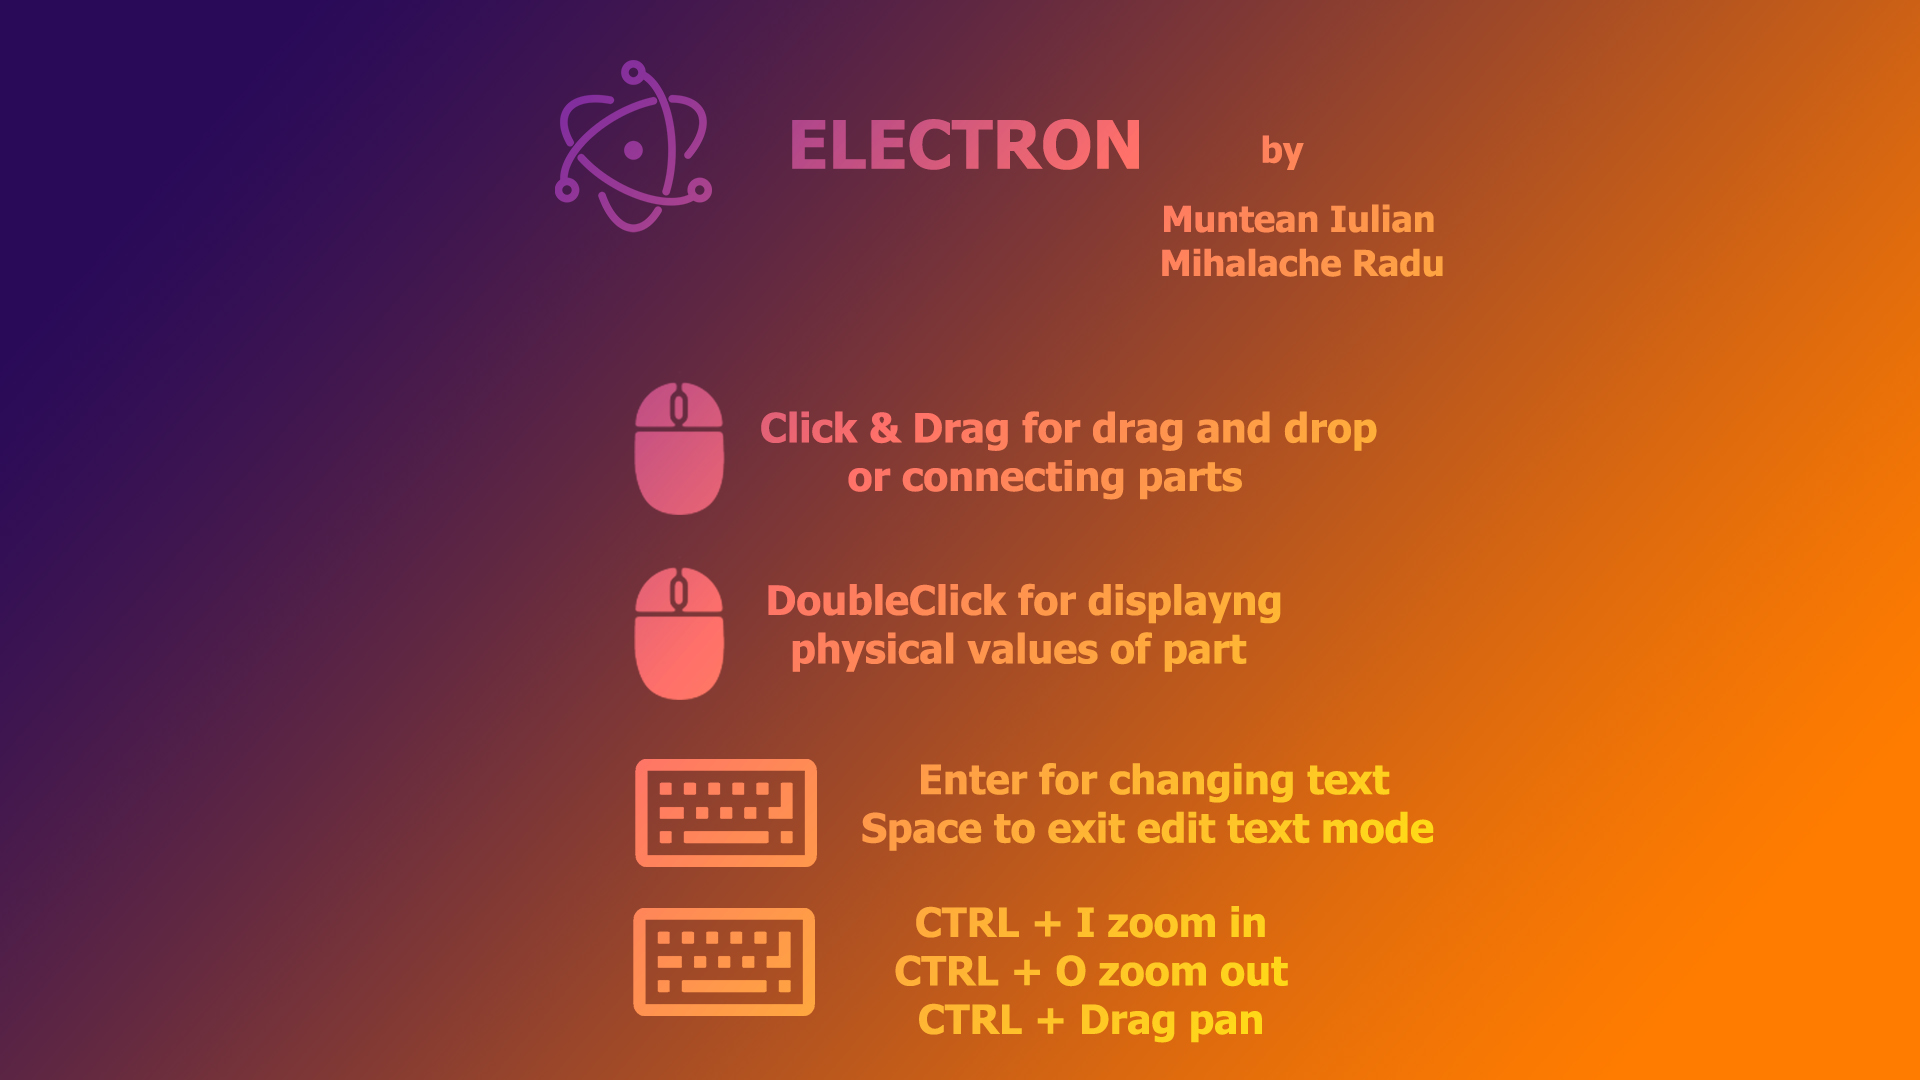 ELECTRON
by
Muntean Iulian
Mihalache Radu
Click & Drag for drag and drop
or connecting parts
DoubleClick for displayng
physical values of part
Enter for changing text
Space to exit edit text mode
CTRL + I zoom in
CTRL + O zoom out
CTRL + Drag pan